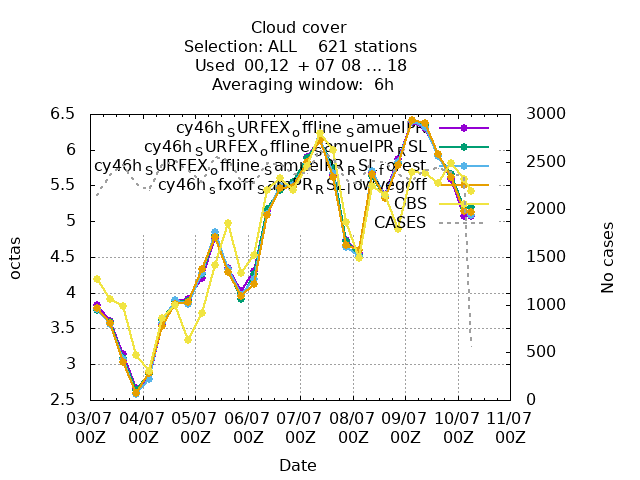 Cloud cover
Selection: ALL 621 stations
Used 00,12 + 07 08 ... 18
Averaging window: 6h
6.5
6
5.5
5
4.5
4
3.5
3
2.5
3000
2500
2000
1500
1000
500
0
octas
No cases
cy46h_SURFEX_offline_samuelPR
cy46h_SURFEX_offline_samuelPR_RSL
CBS
CASES
03/07 04/07 05/07 06/07 07/07 08/07 09/07 10/07 11/07
00Z 00Z 00Z 00Z 00Z 00Z 00Z 00Z 00Z
Date